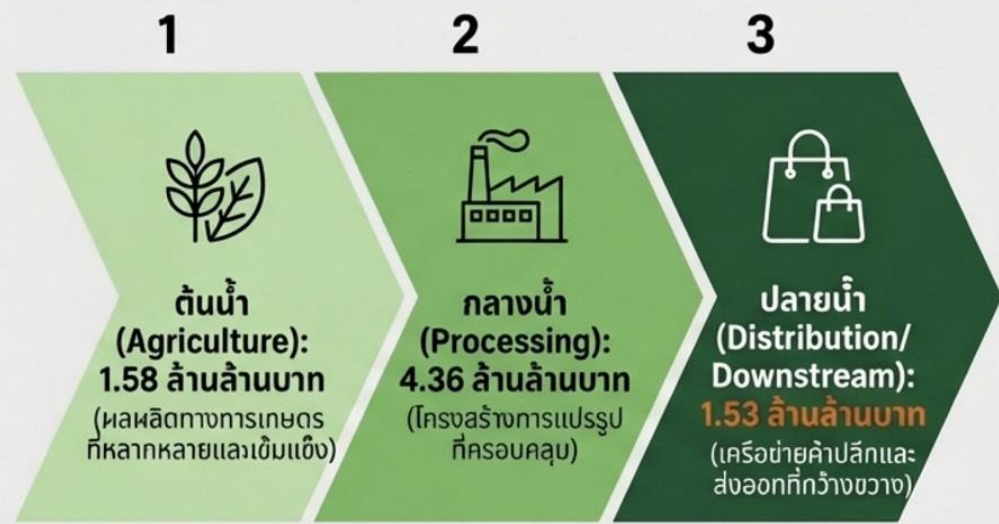 1
2
3
ต้นน้ำ
(Agriculture):
1.58 ล้านล้านบาท
(ผลผลิตทางการเกษตร
ที่หลากหลายและเข้มแข็ง)
กลางน้ำ
(Processing):
4.36 ล้านล้านบาท
(โครงสร้างการแปรรูป
ที่ครอบคลุม)
ปลายน้ำ
(Distribution/
Downstream):
1.53 ล้านล้านบาท
(เครือข่ายค้าปลีกและ
ส่งออกที่กว้างขวาง)